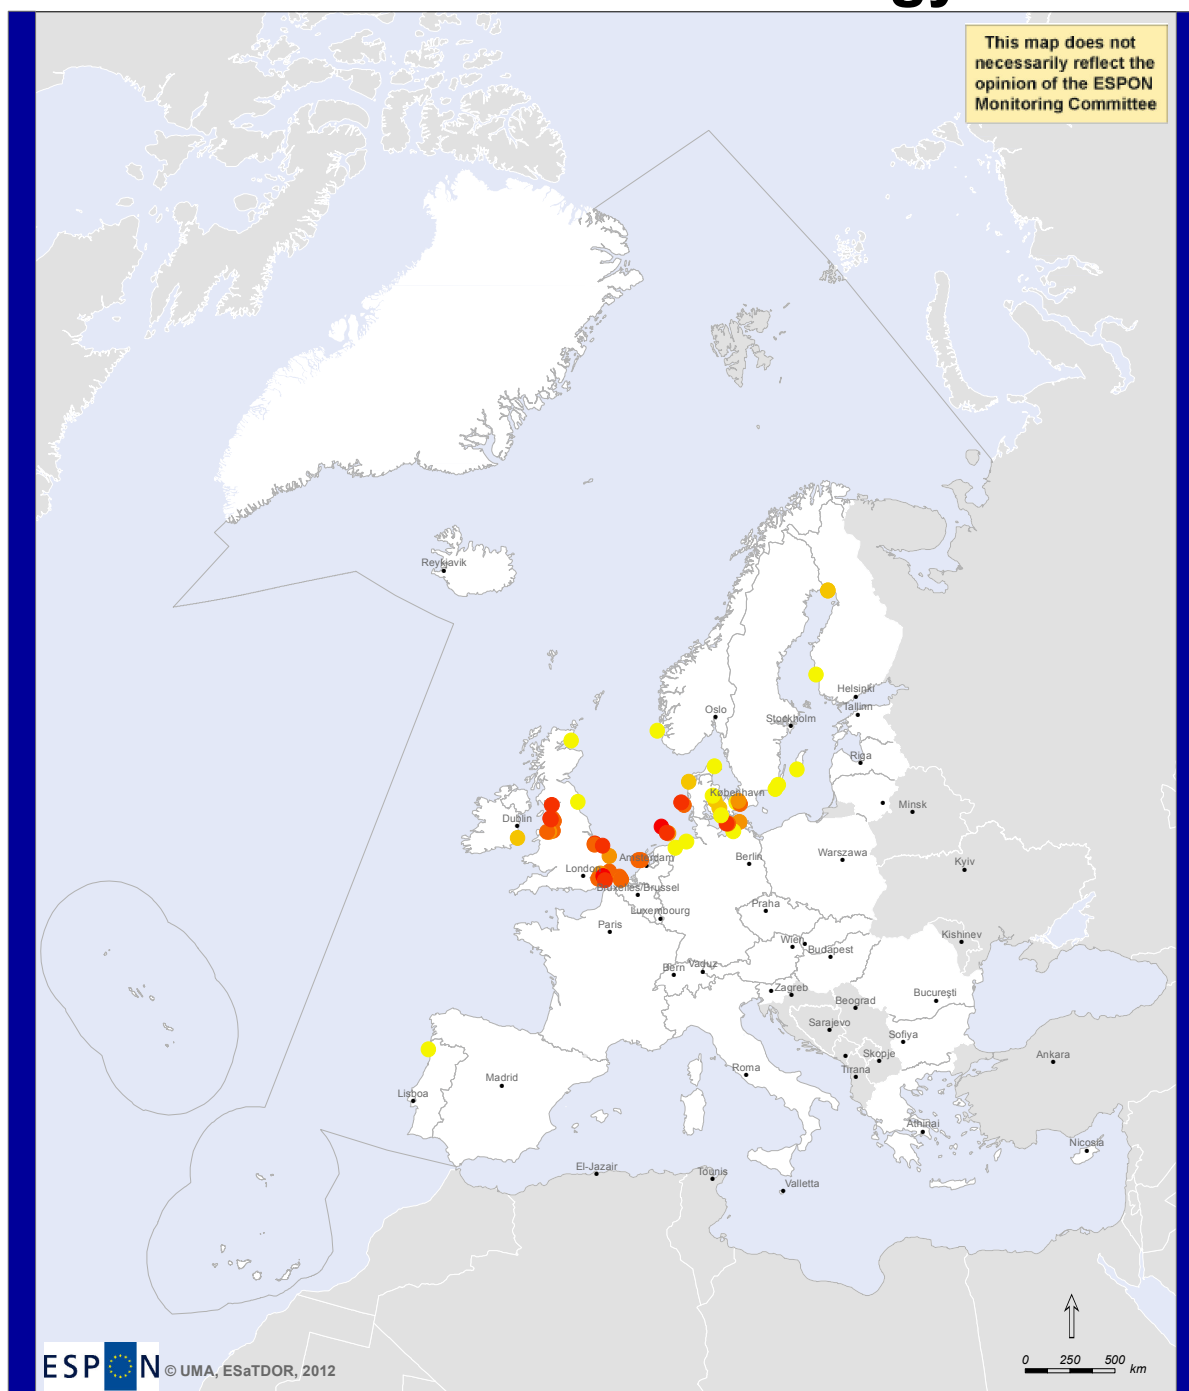 This map does not
necessarily reflect the
opinion of the ESPON
Monitoring Committee
Reykjavik
Helsinki
Tallinn
Oslo
Stockholm
Riga
København
Minsk
Dublin
Warszawa
Amsterdam
Berlin
London
Kyiv
Bruxelles/Brussel
Luxembourg
Praha
Paris
Kishinev
Wien
Budapest
Bern
Vaduz
Zagreb
Bucureşti
Beograd
Sarajevo
Sofiya
Skopje
Ankara
Roma
Tirana
Madrid
Lisboa
Athinai
Nicosia
El-Jazair
Tounis
Valletta
0 250 500
km
ESPON © UMA, ESaTDOR, 2012